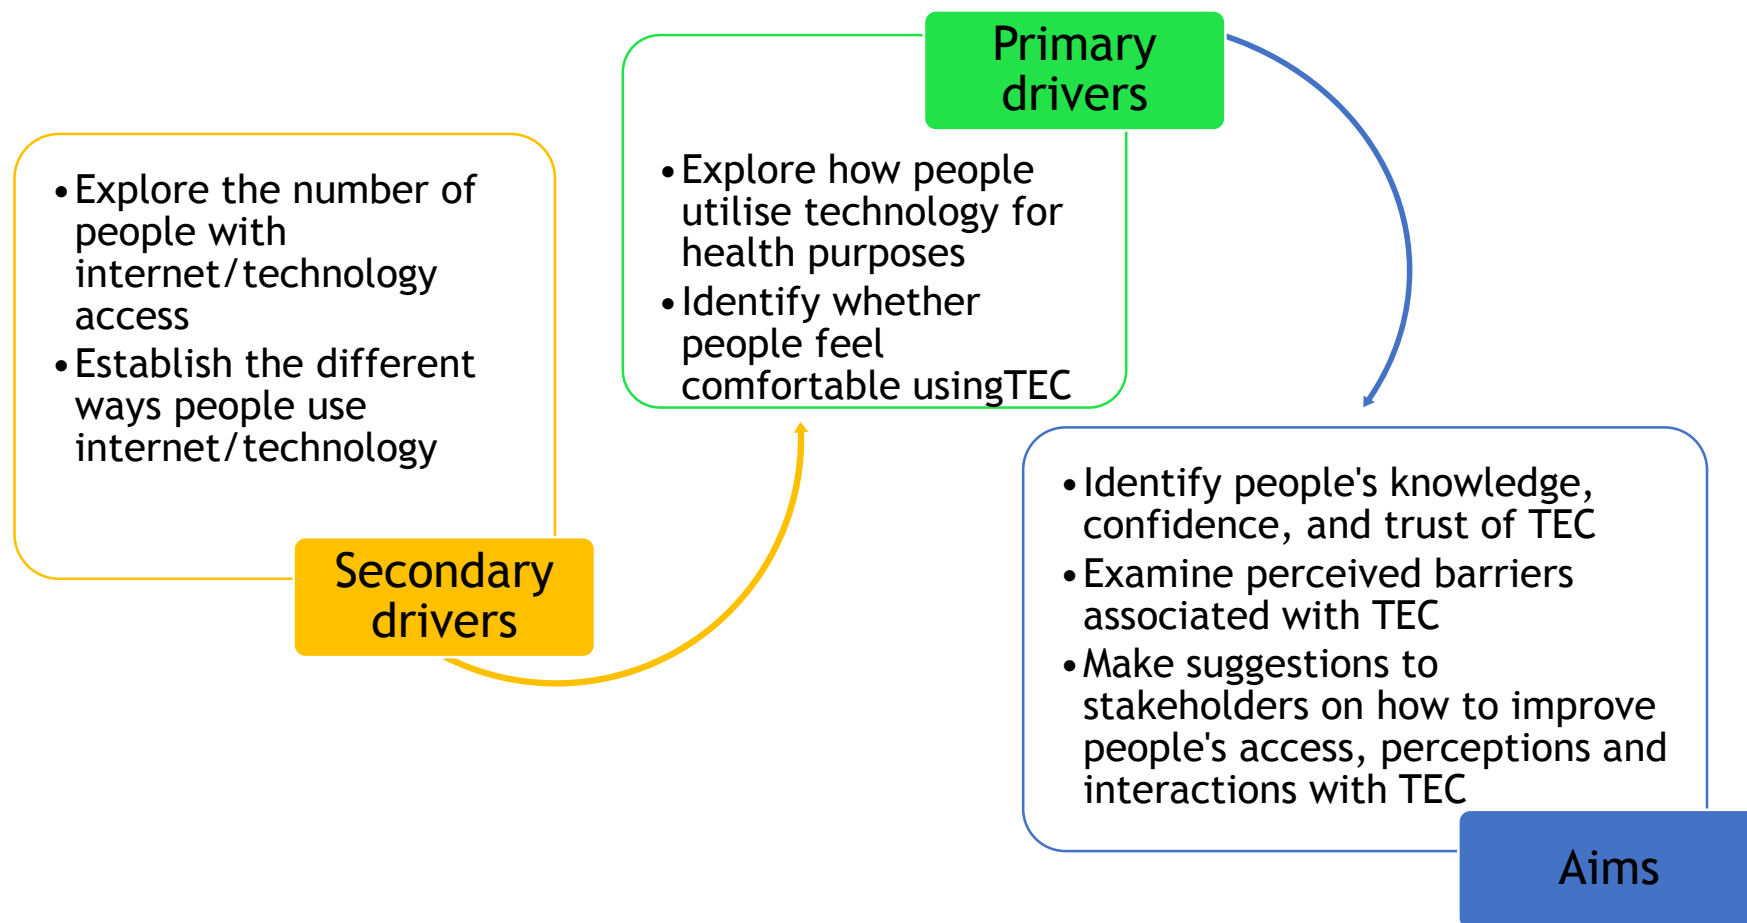 • Explore the number of
people with
internet/technology
access
• Establish the different
ways people use
internet/technology
Secondary
drivers
Primary
drivers
• Explore how people
utilise technology for
health purposes
• Identify whether
people feel
comfortable usingTEC
• Identify people's knowledge,
confidence, and trust of TEC
• Examine perceived barriers
associated with TEC
• Make suggestions to
stakeholders on how to improve
people's access, perceptions and
interactions with TEC
Aims